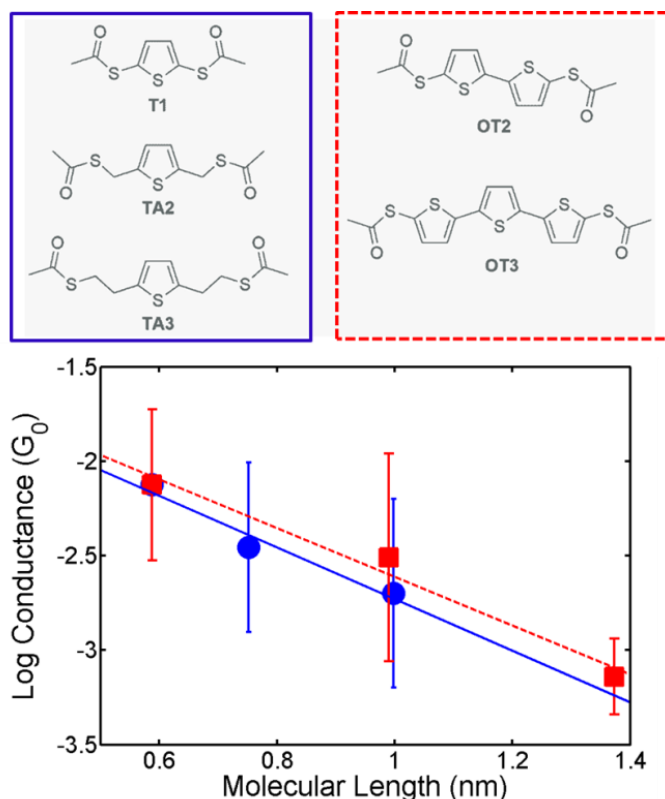 T1
TA2
TA3
OT2
OT3
O
O
S
S
S
O
S
S
S
O
O
O
S
S
S
O
S
S
S
S
O
O
S
S
S
S
S
O
-1.5
-2
-2.5
-3
-3.5
Log Conductance (G₀)
0.6
0.8
1
1.2
1.4
Molecular Length (nm)